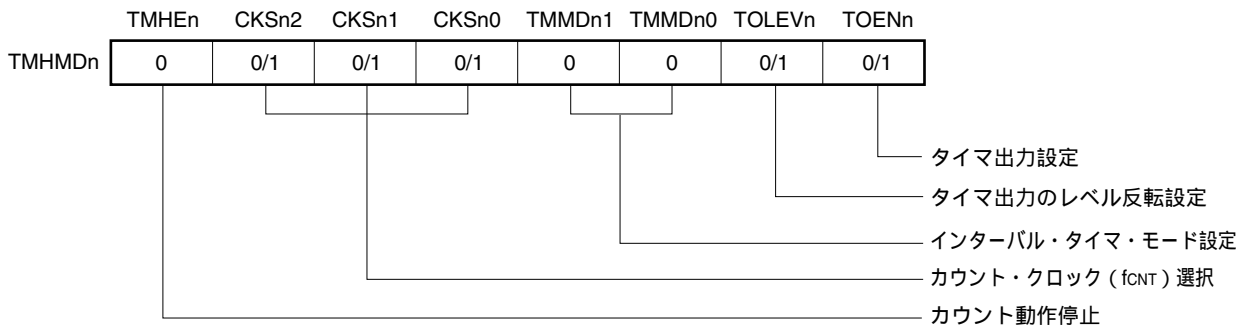 TMHEn CKSn2 CKSn1 CKSn0 TMMDn1 TMMDn0 TOLEVn TOENn
TMHMDn 0 0/1 0/1 0/1 0 0 0/1 0/1
タイマ出力設定
タイマ出力のレベル反転設定
インターバル・タイマ・モード設定
カウント・クロック(fCNT)選択
カウント動作停止